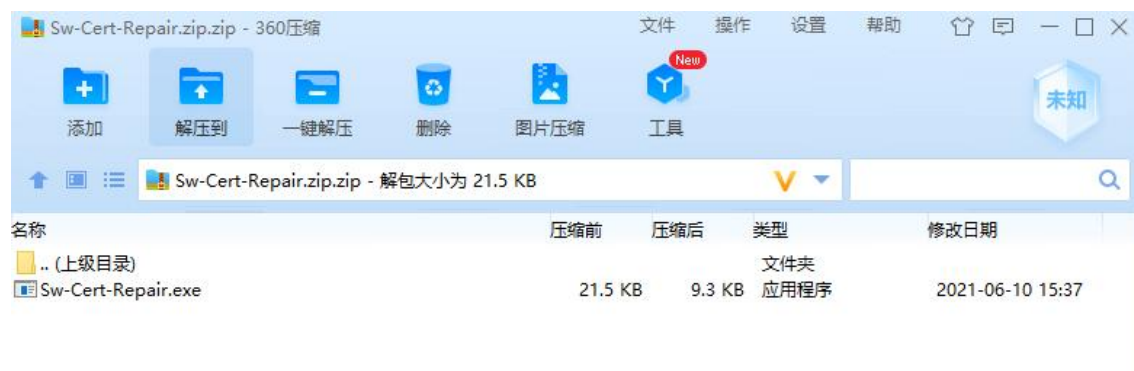 Sw-Cert-Repair.zip.zip - 360压缩 文件 操作 设置 帮助
New
未知
添加 解压到 一键解压 删除 图片压缩 工具
Sw-Cert-Repair.zip.zip - 解包大小为 21.5 KB
名称 压缩前 压缩后 类型 修改日期
.. (上级目录) 文件夹
Sw-Cert-Repair.exe 21.5 KB 9.3 KB 应用程序 2021-06-10 15:37